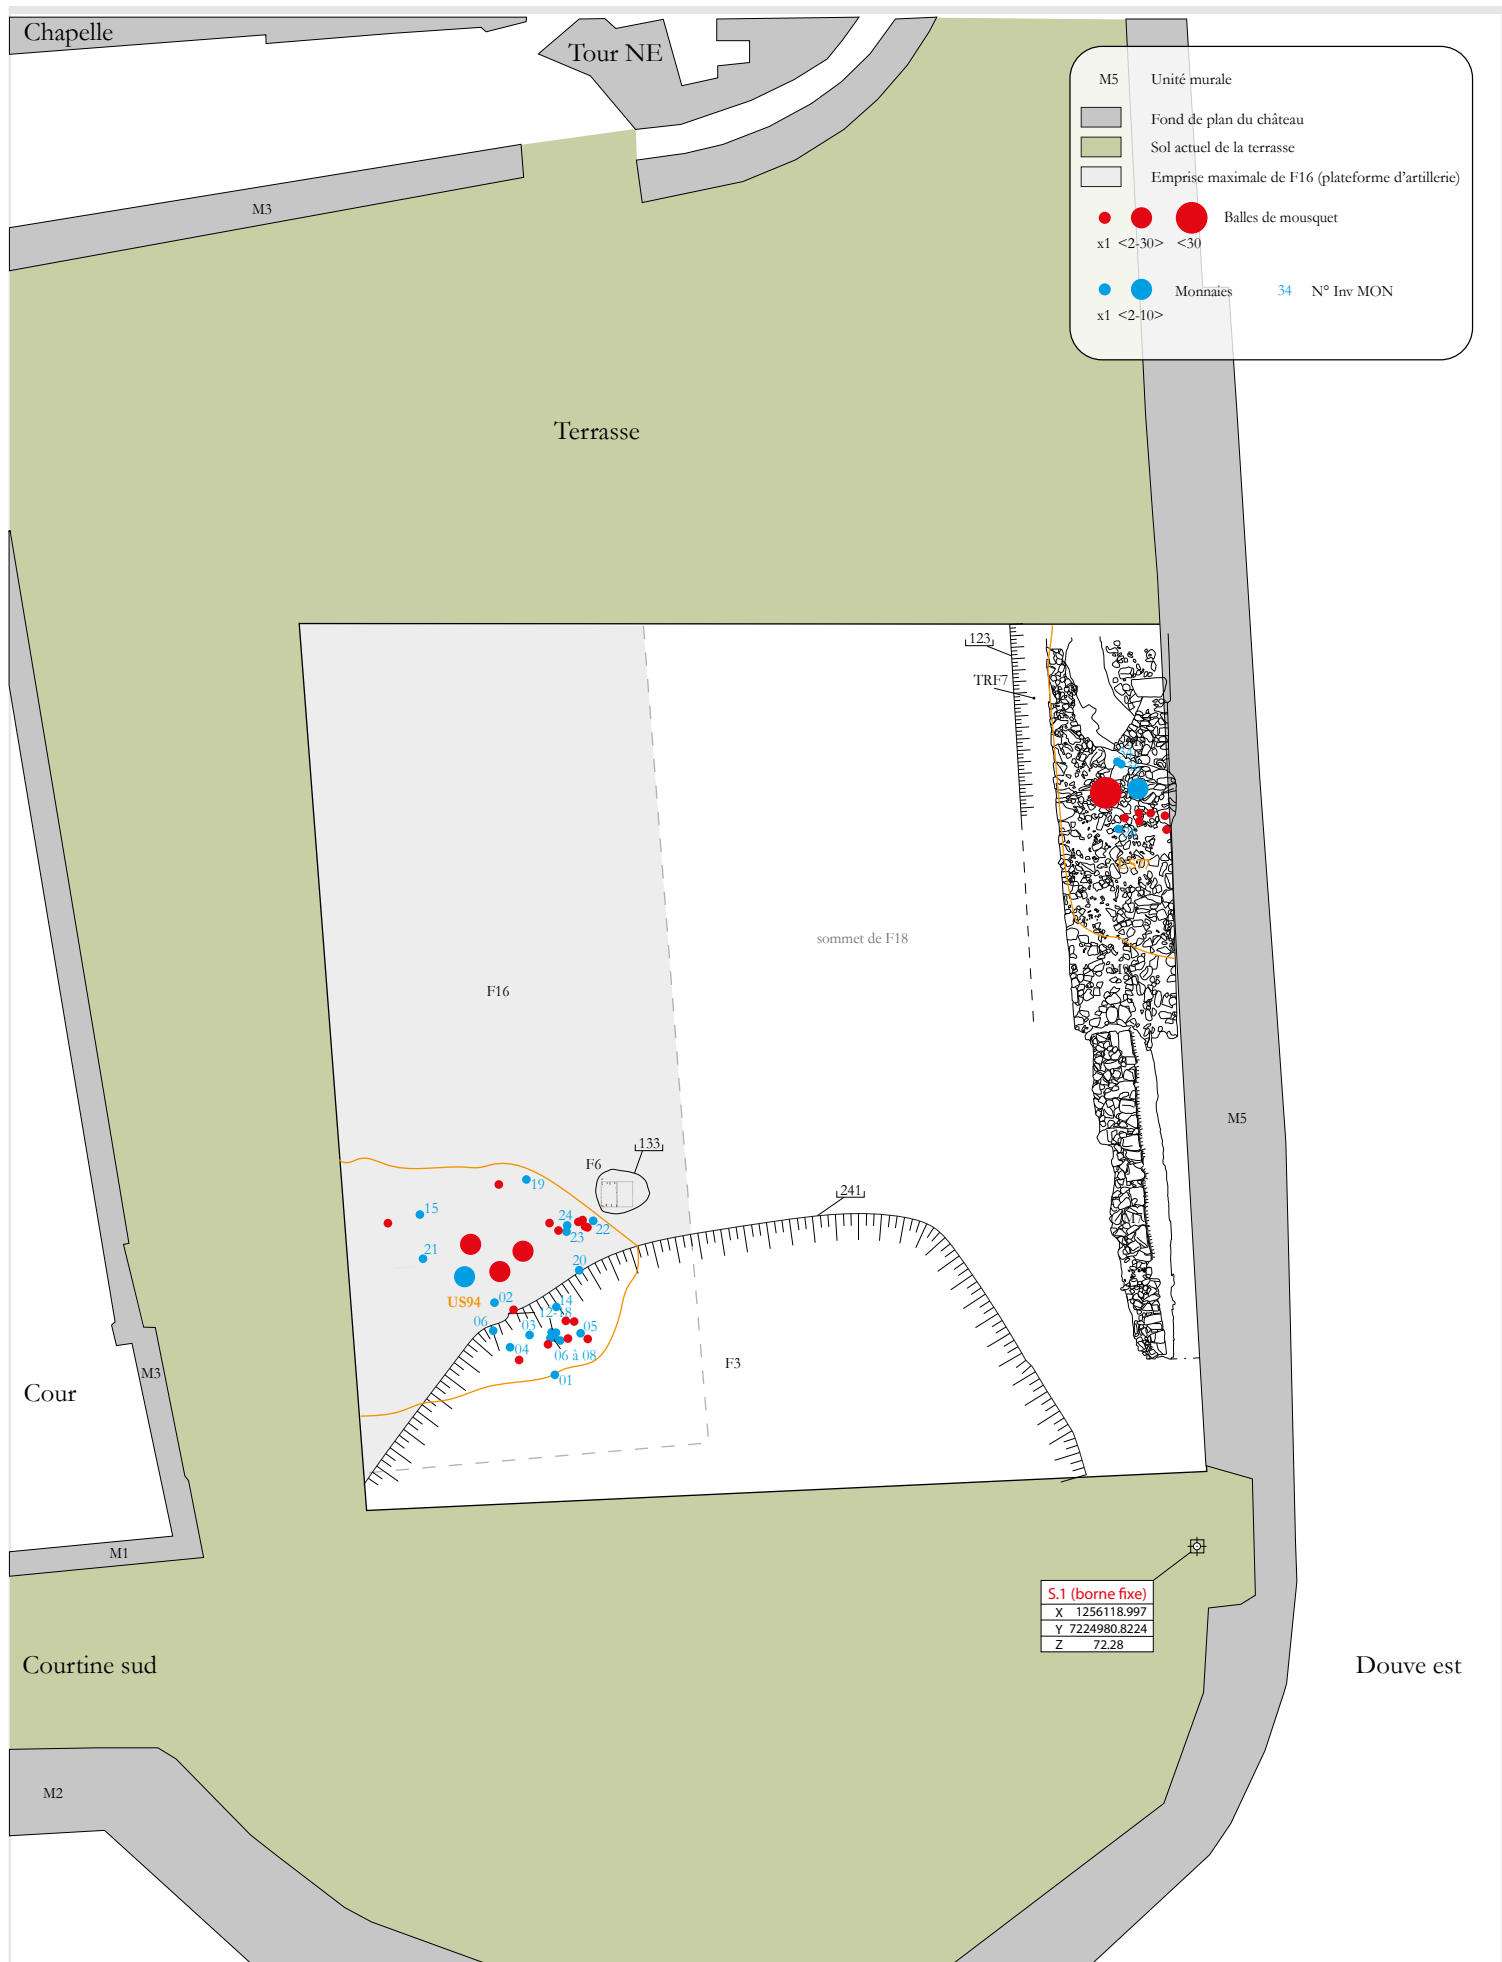 Chapelle
Tour NE
M5 Unité murale
Fond de plan du château
Sol actuel de la terrasse
Emprise maximale de F16 (plateforme d'artillerie)
Balles de mousquet
x1 <2-30> <30
Monnaies 34 N° Inv MON
x1 <2-10>
M3
Terrasse
123
TRF7
sommet de F18
F16
M5
133
F6
19
241
15
24
22
23
21
20
US94
02
14
12-18
06
03
05
04
06 à 08
F3
01
M3
Cour
M1
S.1 (borne fixe)
X 1256118.997
Y 7224980.8224
Z 72.28
Courtine sud
Douve est
M2